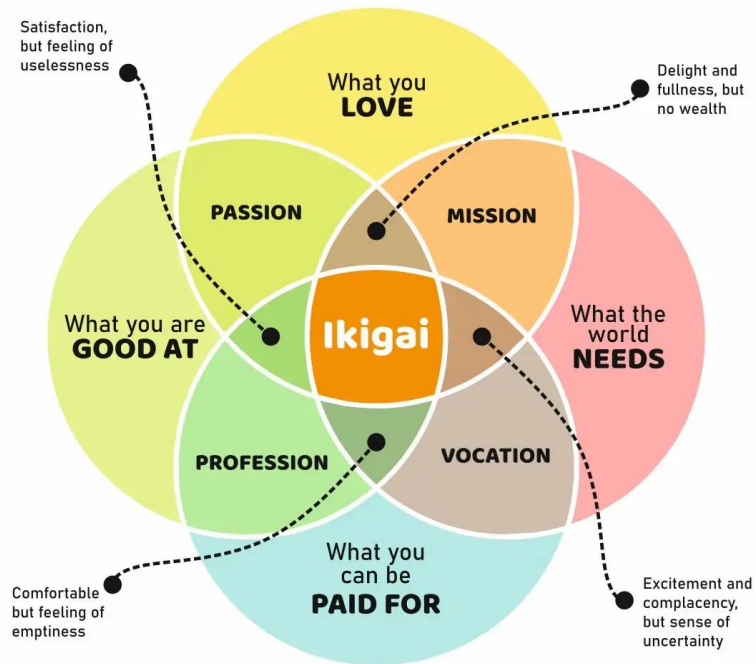 Satisfaction,
but feeling of
uselessness
What you
LOVE
Delight and
fullness, but
no wealth
PASSION
MISSION
What you are
GOOD AT
Ikigai
What the
world
NEEDS
PROFESSION
VOCATION
What you
can be
PAID FOR
Comfortable
but feeling of
emptiness
Excitement and
complacency,
but sense of
uncertainty